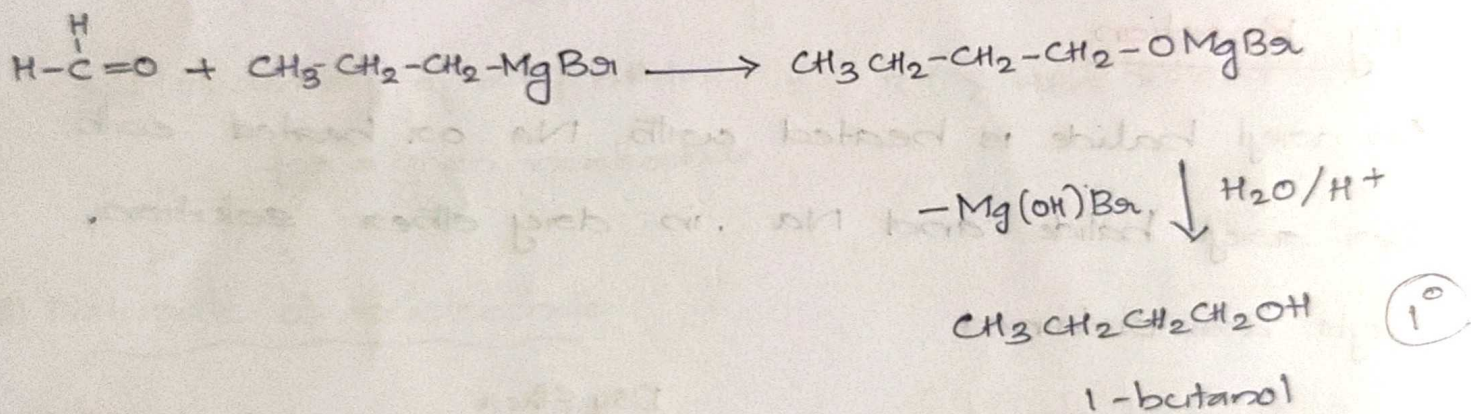 H
H-C=O + CH3-CH2-CH2-MgBr ⟶ CH3CH2-CH2-CH2-OMgBr
-Mg(OH)Br, ↓ H2O/H+
CH3CH2CH2CH2OH 1°
1-butanol